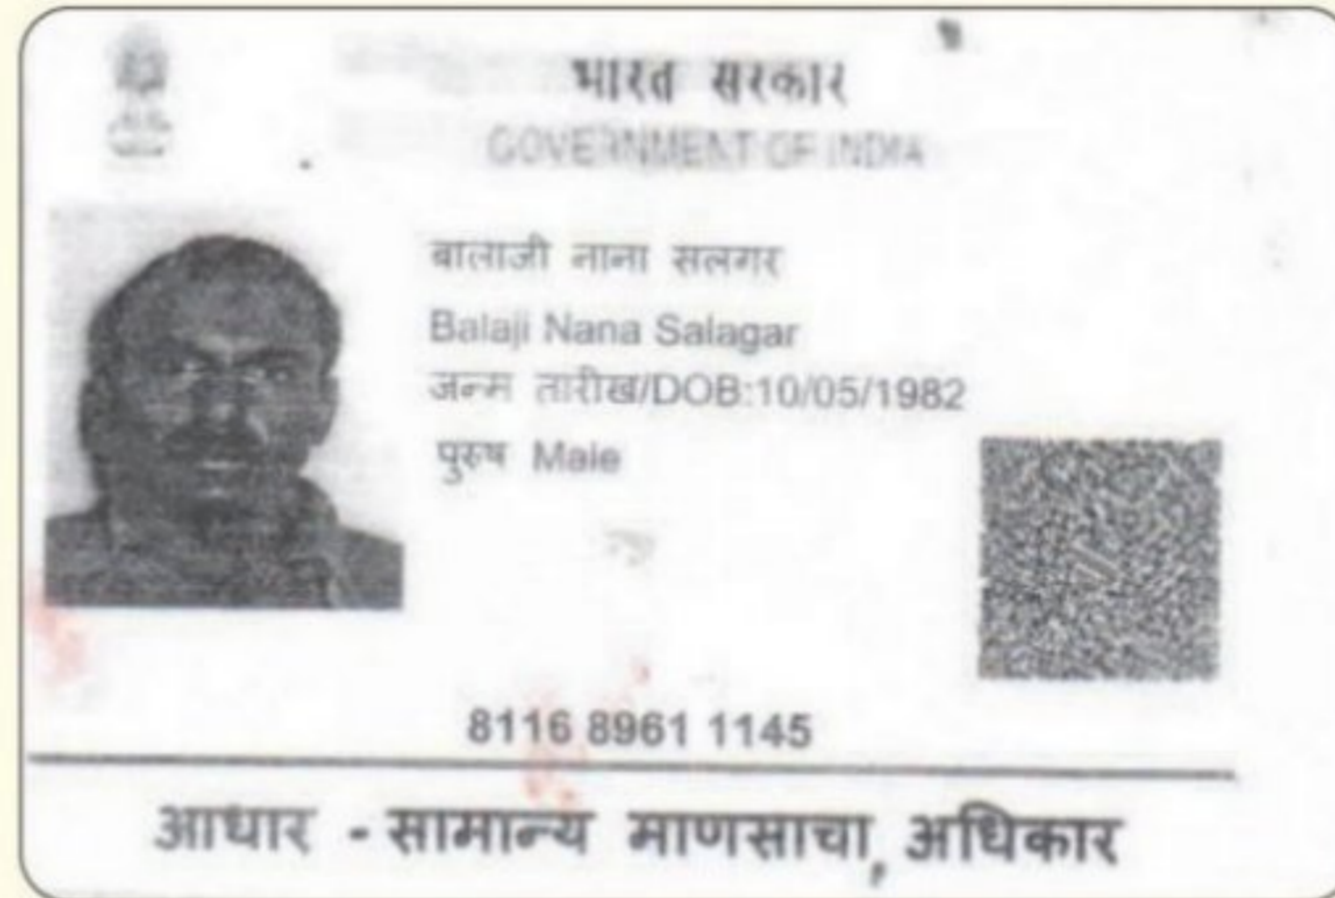 भारत सरकार
GOVERNMENT OF INDIA
बालाजी नाना सलगर
Balaji Nana Salagar
जन्म तारीख/DOB:10/05/1982
पुरुष Male
8116 8961 1145
आधार - सामान्य माणसाचा अधिकार